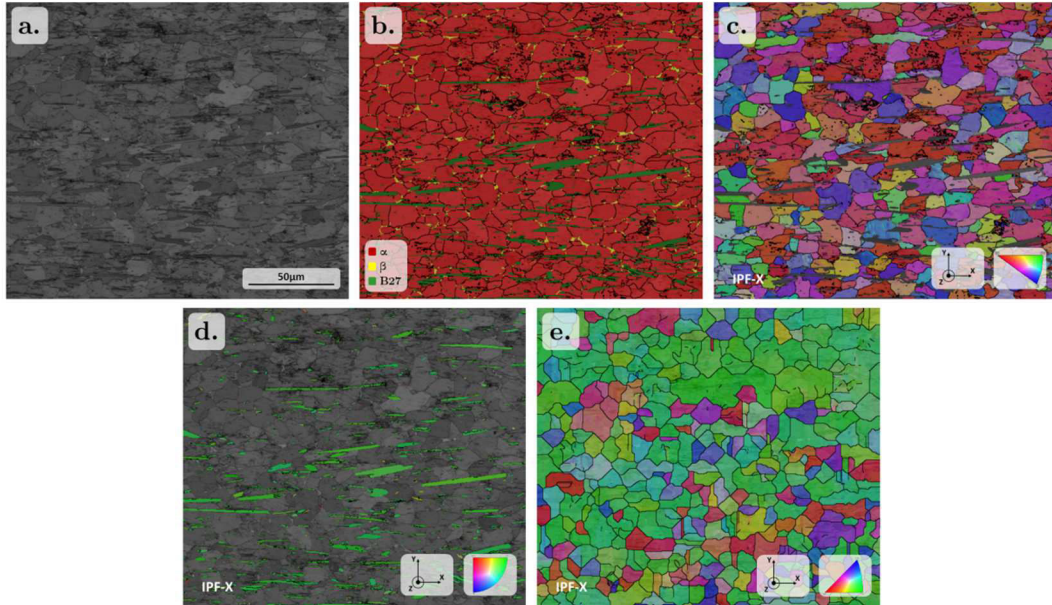 a.
50µm
b.
α
β
B27
c.
IPF-X
Y
Z
X
d.
IPF-X
Y
Z
X
e.
IPF-X
Y
Z
X